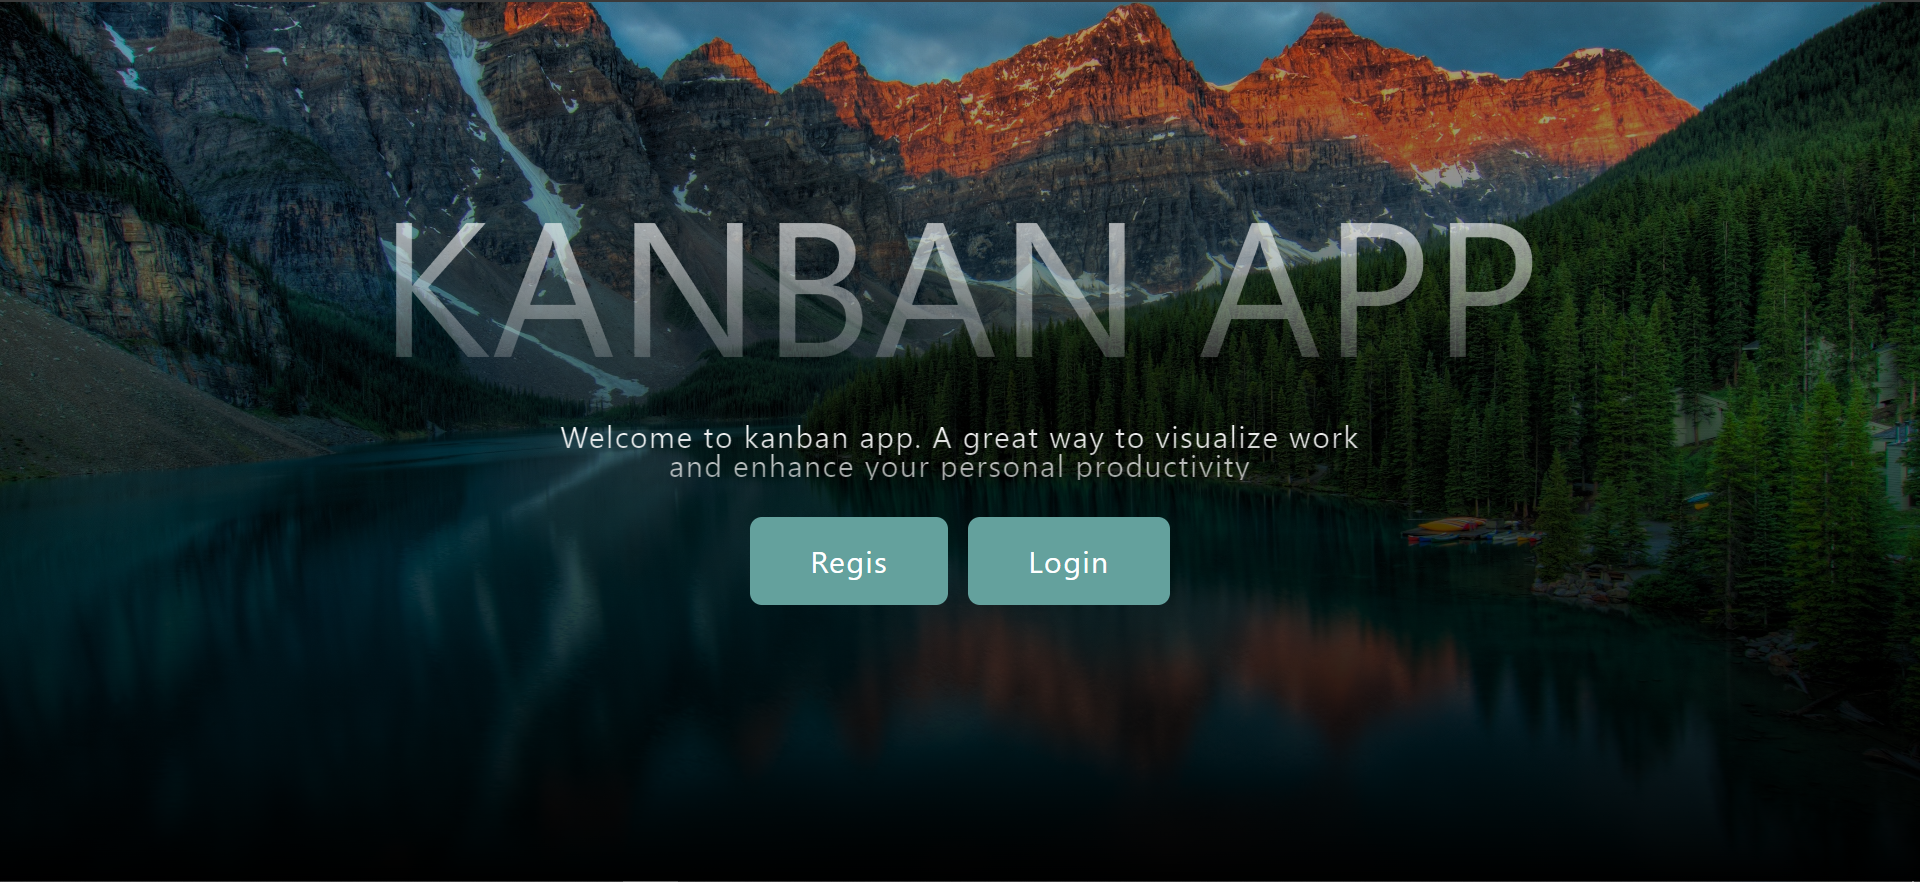 KANBAN APP
Welcome to kanban app. A great way to visualize work
and enhance your personal productivity
Regis
Login